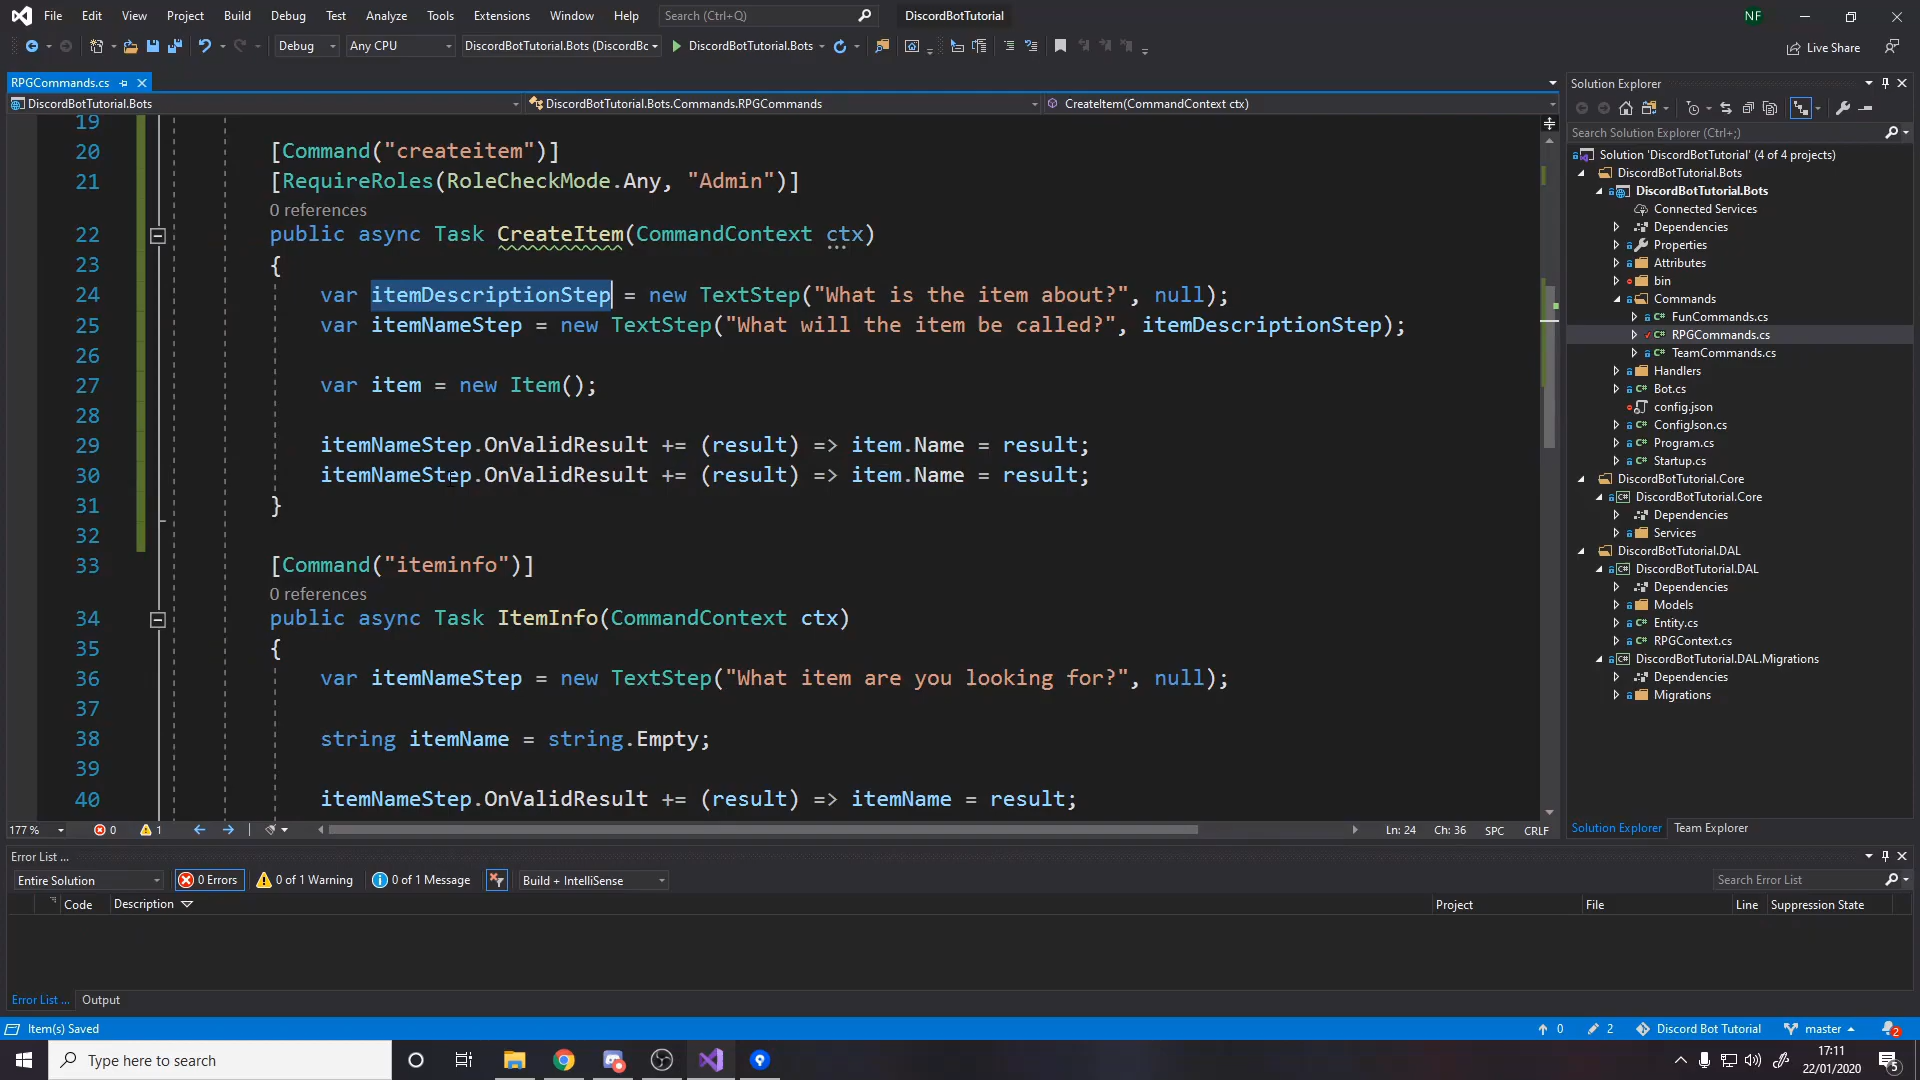 File Edit View Project Build Debug Test Analyze Tools Extensions Window Help Search (Ctrl+Q) DiscordBotTutorial NF
Debug Any CPU DiscordBotTutorial.Bots (DiscordBc DiscordBotTutorial.Bots Live Share
RPGCommands.cs
DiscordBotTutorial.Bots DiscordBotTutorial.Bots.Commands.RPGCommands CreateItem(CommandContext ctx)
19
20 [Command("createitem")]
21 [RequireRoles(RoleCheckMode.Any, "Admin")]
0 references
22 public async Task CreateItem(CommandContext ctx)
23 {
24 var itemDescriptionStep = new TextStep("What is the item about?", null);
25 var itemNameStep = new TextStep("What will the item be called?", itemDescriptionStep);
26
27 var item = new Item();
28
29 itemNameStep.OnValidResult += (result) => item.Name = result;
30 itemNameStep.OnValidResult += (result) => item.Name = result;
31 }
32
33 [Command("iteminfo")]
0 references
34 public async Task ItemInfo(CommandContext ctx)
35 {
36 var itemNameStep = new TextStep("What item are you looking for?", null);
37
38 string itemName = string.Empty;
39
40 itemNameStep.OnValidResult += (result) => itemName = result;
177 % 0 1 Ln: 24 Ch: 36 SPC CRLF
Solution Explorer
Search Solution Explorer (Ctrl+;)
Solution 'DiscordBotTutorial' (4 of 4 projects)
DiscordBotTutorial.Bots
DiscordBotTutorial.Bots
Connected Services
Dependencies
Properties
Attributes
bin
Commands
FunCommands.cs
RPGCommands.cs
TeamCommands.cs
Handlers
Bot.cs
config.json
ConfigJson.cs
Program.cs
Startup.cs
DiscordBotTutorial.Core
DiscordBotTutorial.Core
Dependencies
Services
DiscordBotTutorial.DAL
DiscordBotTutorial.DAL
Dependencies
Models
Entity.cs
RPGContext.cs
DiscordBotTutorial.DAL.Migrations
Dependencies
Migrations
Solution Explorer Team Explorer
Error List ...
Entire Solution 0 Errors 0 of 1 Warning 0 of 1 Message Build + IntelliSense Search Error List
Code Description Project File Line Suppression State
Error List ... Output
Item(s) Saved 0 2 Discord Bot Tutorial master 2
Type here to search 17:11
22/01/2020 5